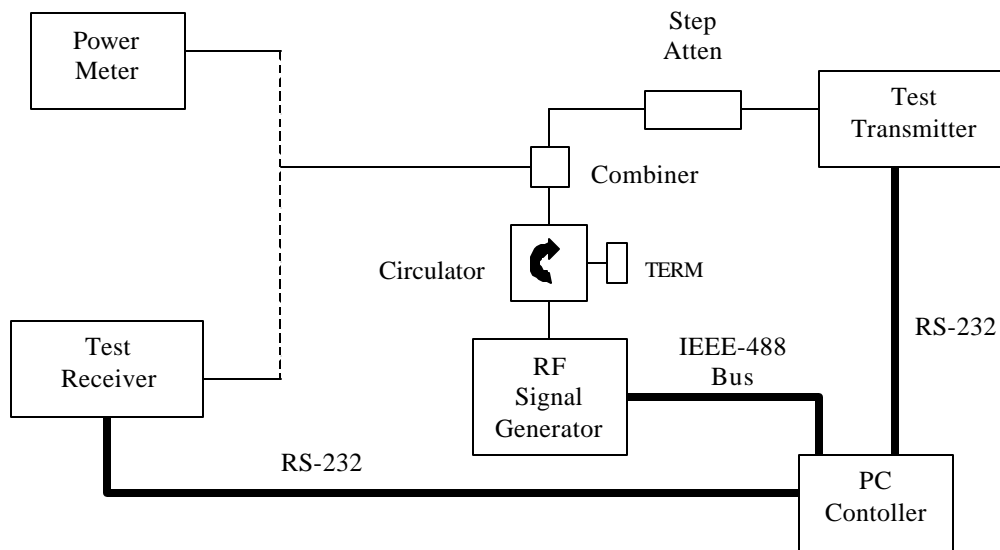 Step
Atten
Power
Meter
Test
Transmitter
Combiner
Circulator
TERM
Test
Receiver
RS-232
IEEE-488
Bus
RF
Signal
Generator
RS-232
PC
Contoller